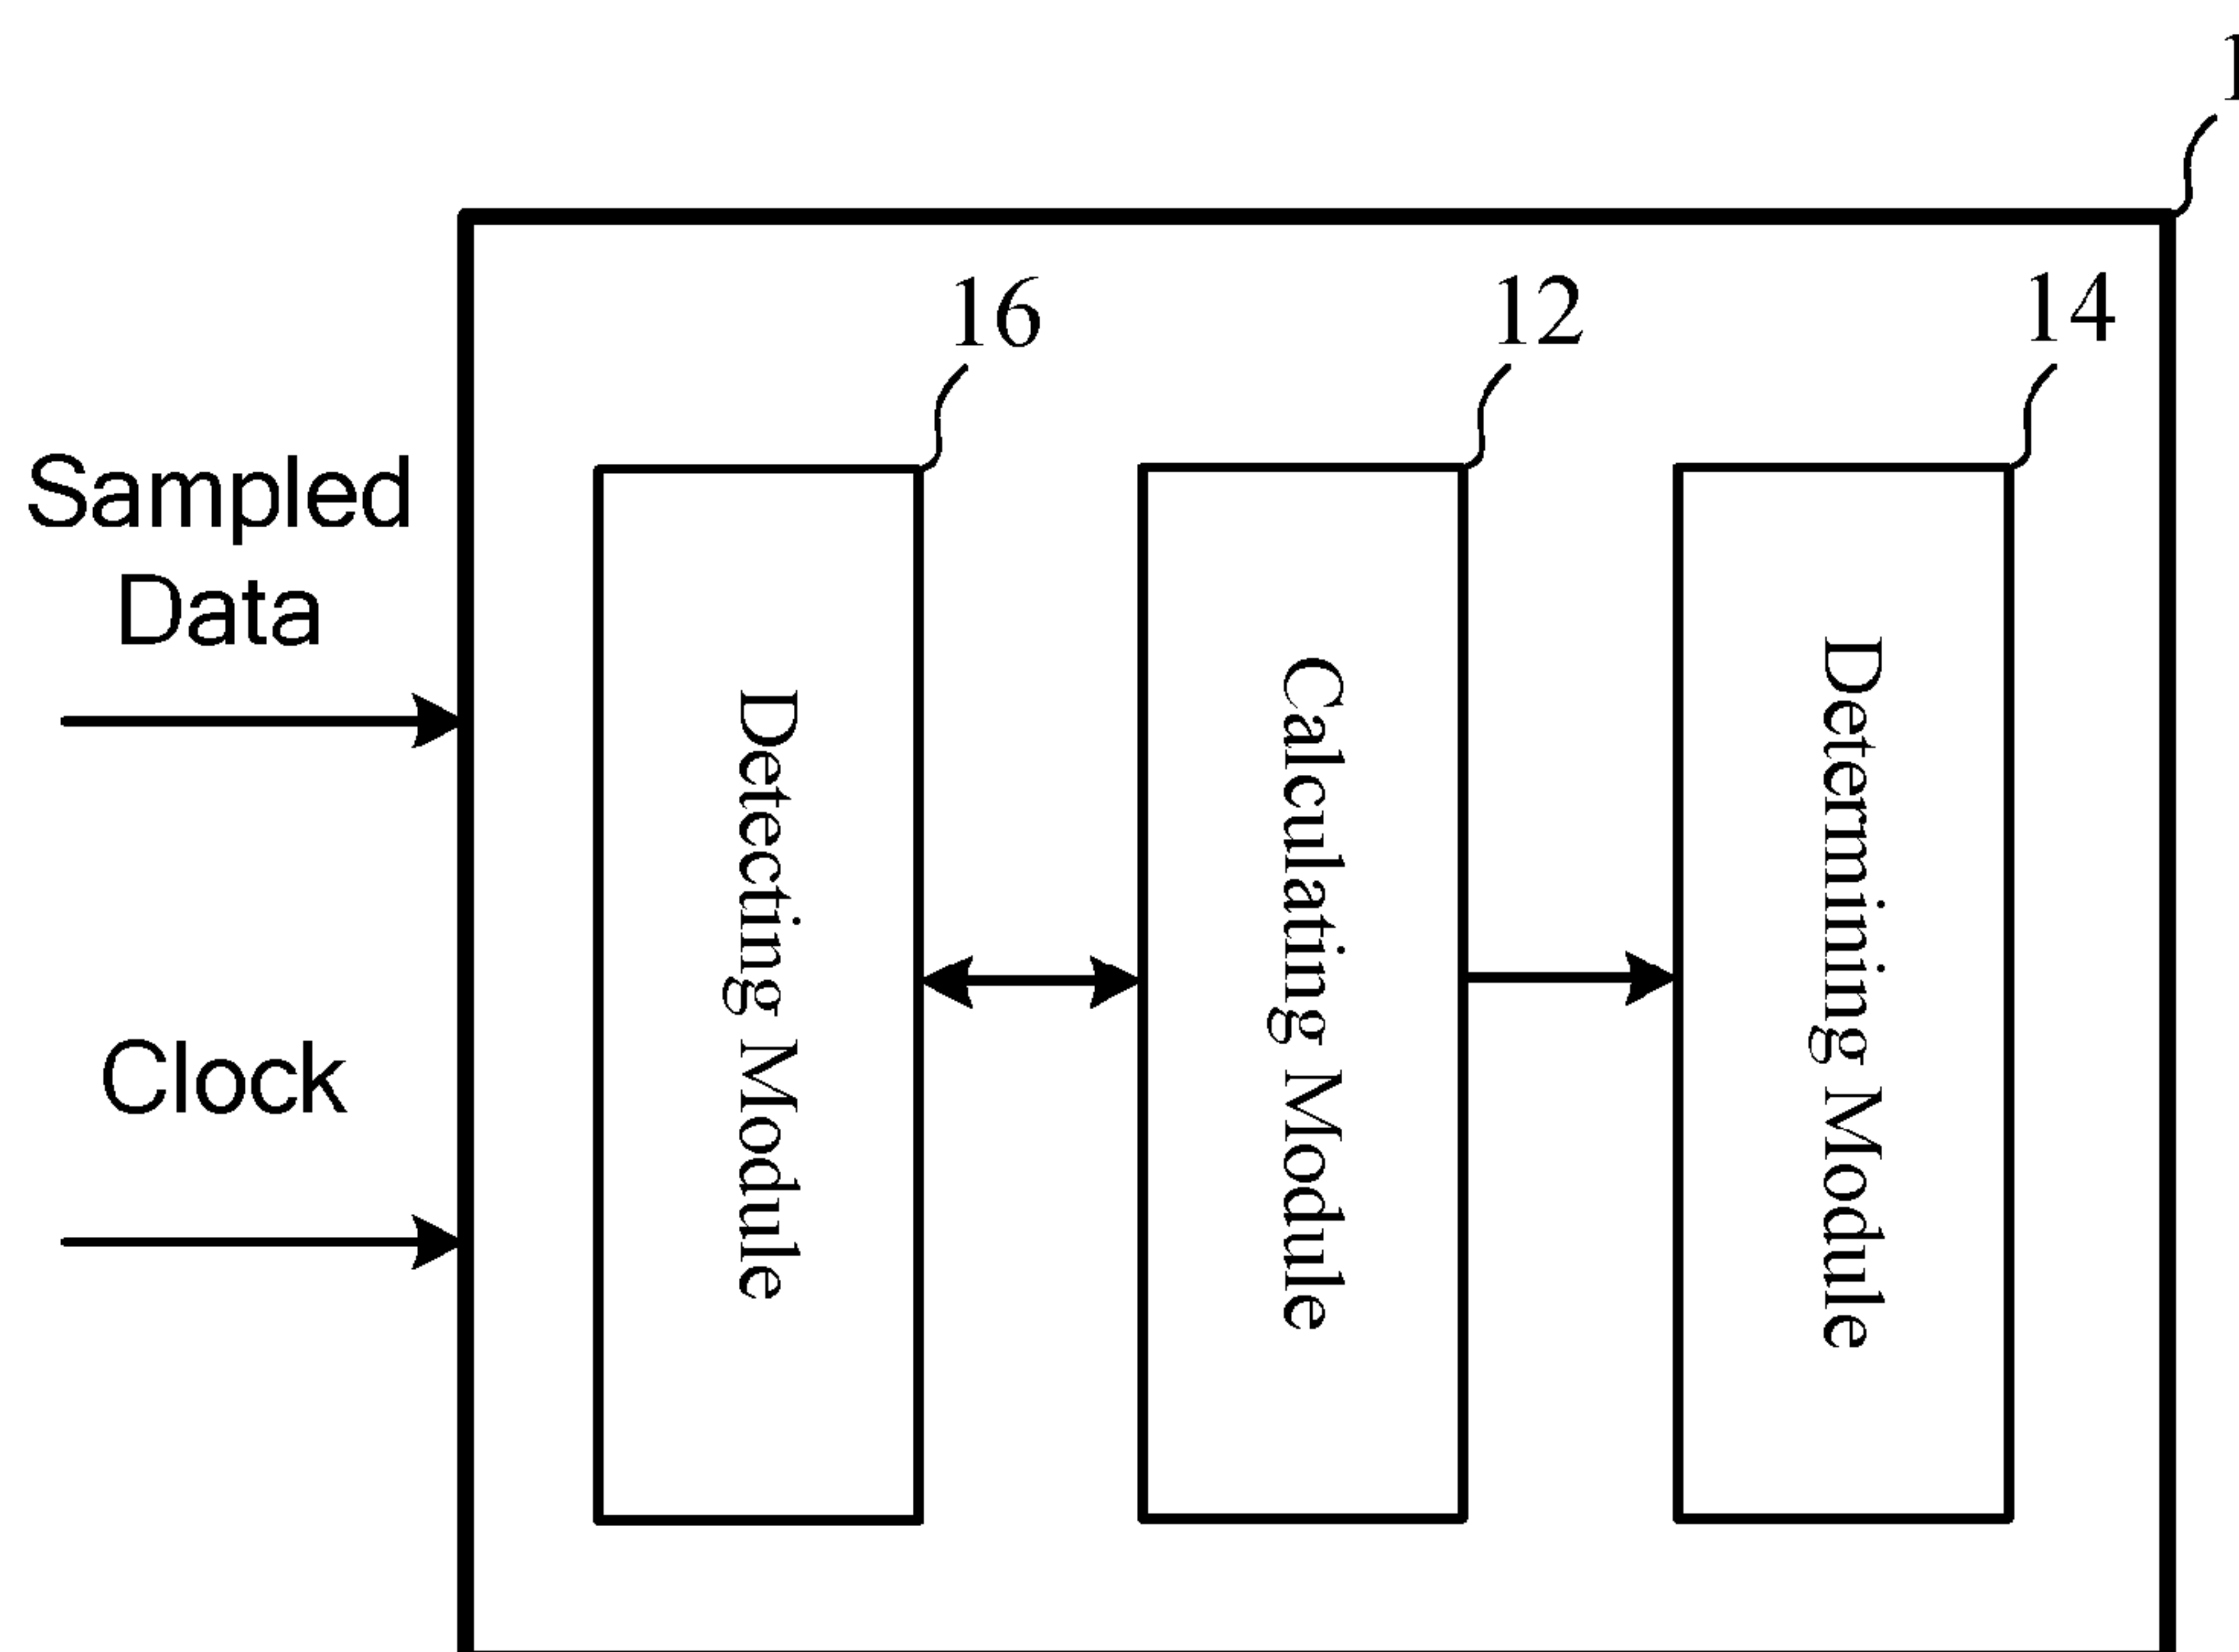 16
12
14
Sampled
Data
Clock
Detecting Module
Calculating Module
Determining Module